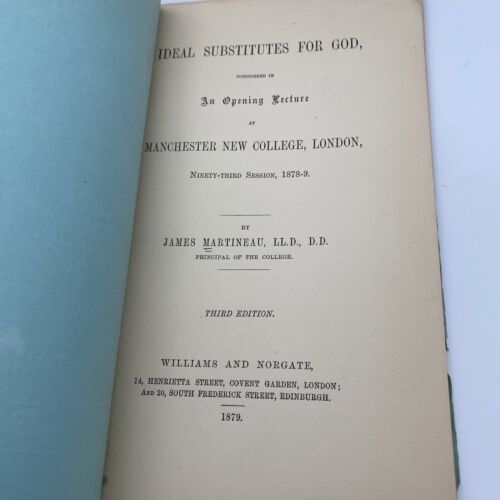 IDEAL SUBSTITUTES FOR GOD,
CONSIDERED IN
An Opening Lecture
AT
MANCHESTER NEW COLLEGE, LONDON,
NINETY-THIRD SESSION, 1878-9.
BY
JAMES MARTINEAU, LL.D., D.D.
PRINCIPAL OF THE COLLEGE.
THIRD EDITION.
WILLIAMS AND NORGATE,
14, HENRIETTA STREET, COVENT GARDEN, LONDON;
AND 20, SOUTH FREDERICK STREET, EDINBURGH.
1879.